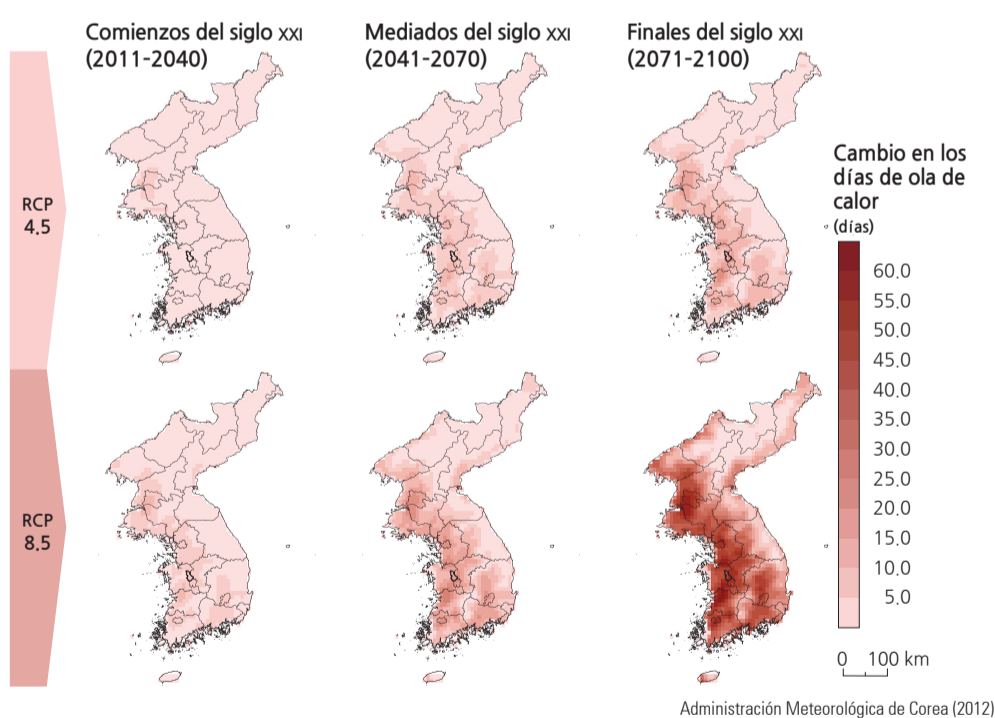 Comienzos del siglo XXI
(2011-2040)
Mediados del siglo XXI
(2041-2070)
Finales del siglo XXI
(2071-2100)
RCP
4.5
RCP
8.5
Cambio en los
días de ola de
calor
(días)
60.0
55.0
50.0
45.0
40.0
35.0
30.0
25.0
20.0
15.0
10.0
5.0
0 100 km
Administración Meteorológica de Corea (2012)